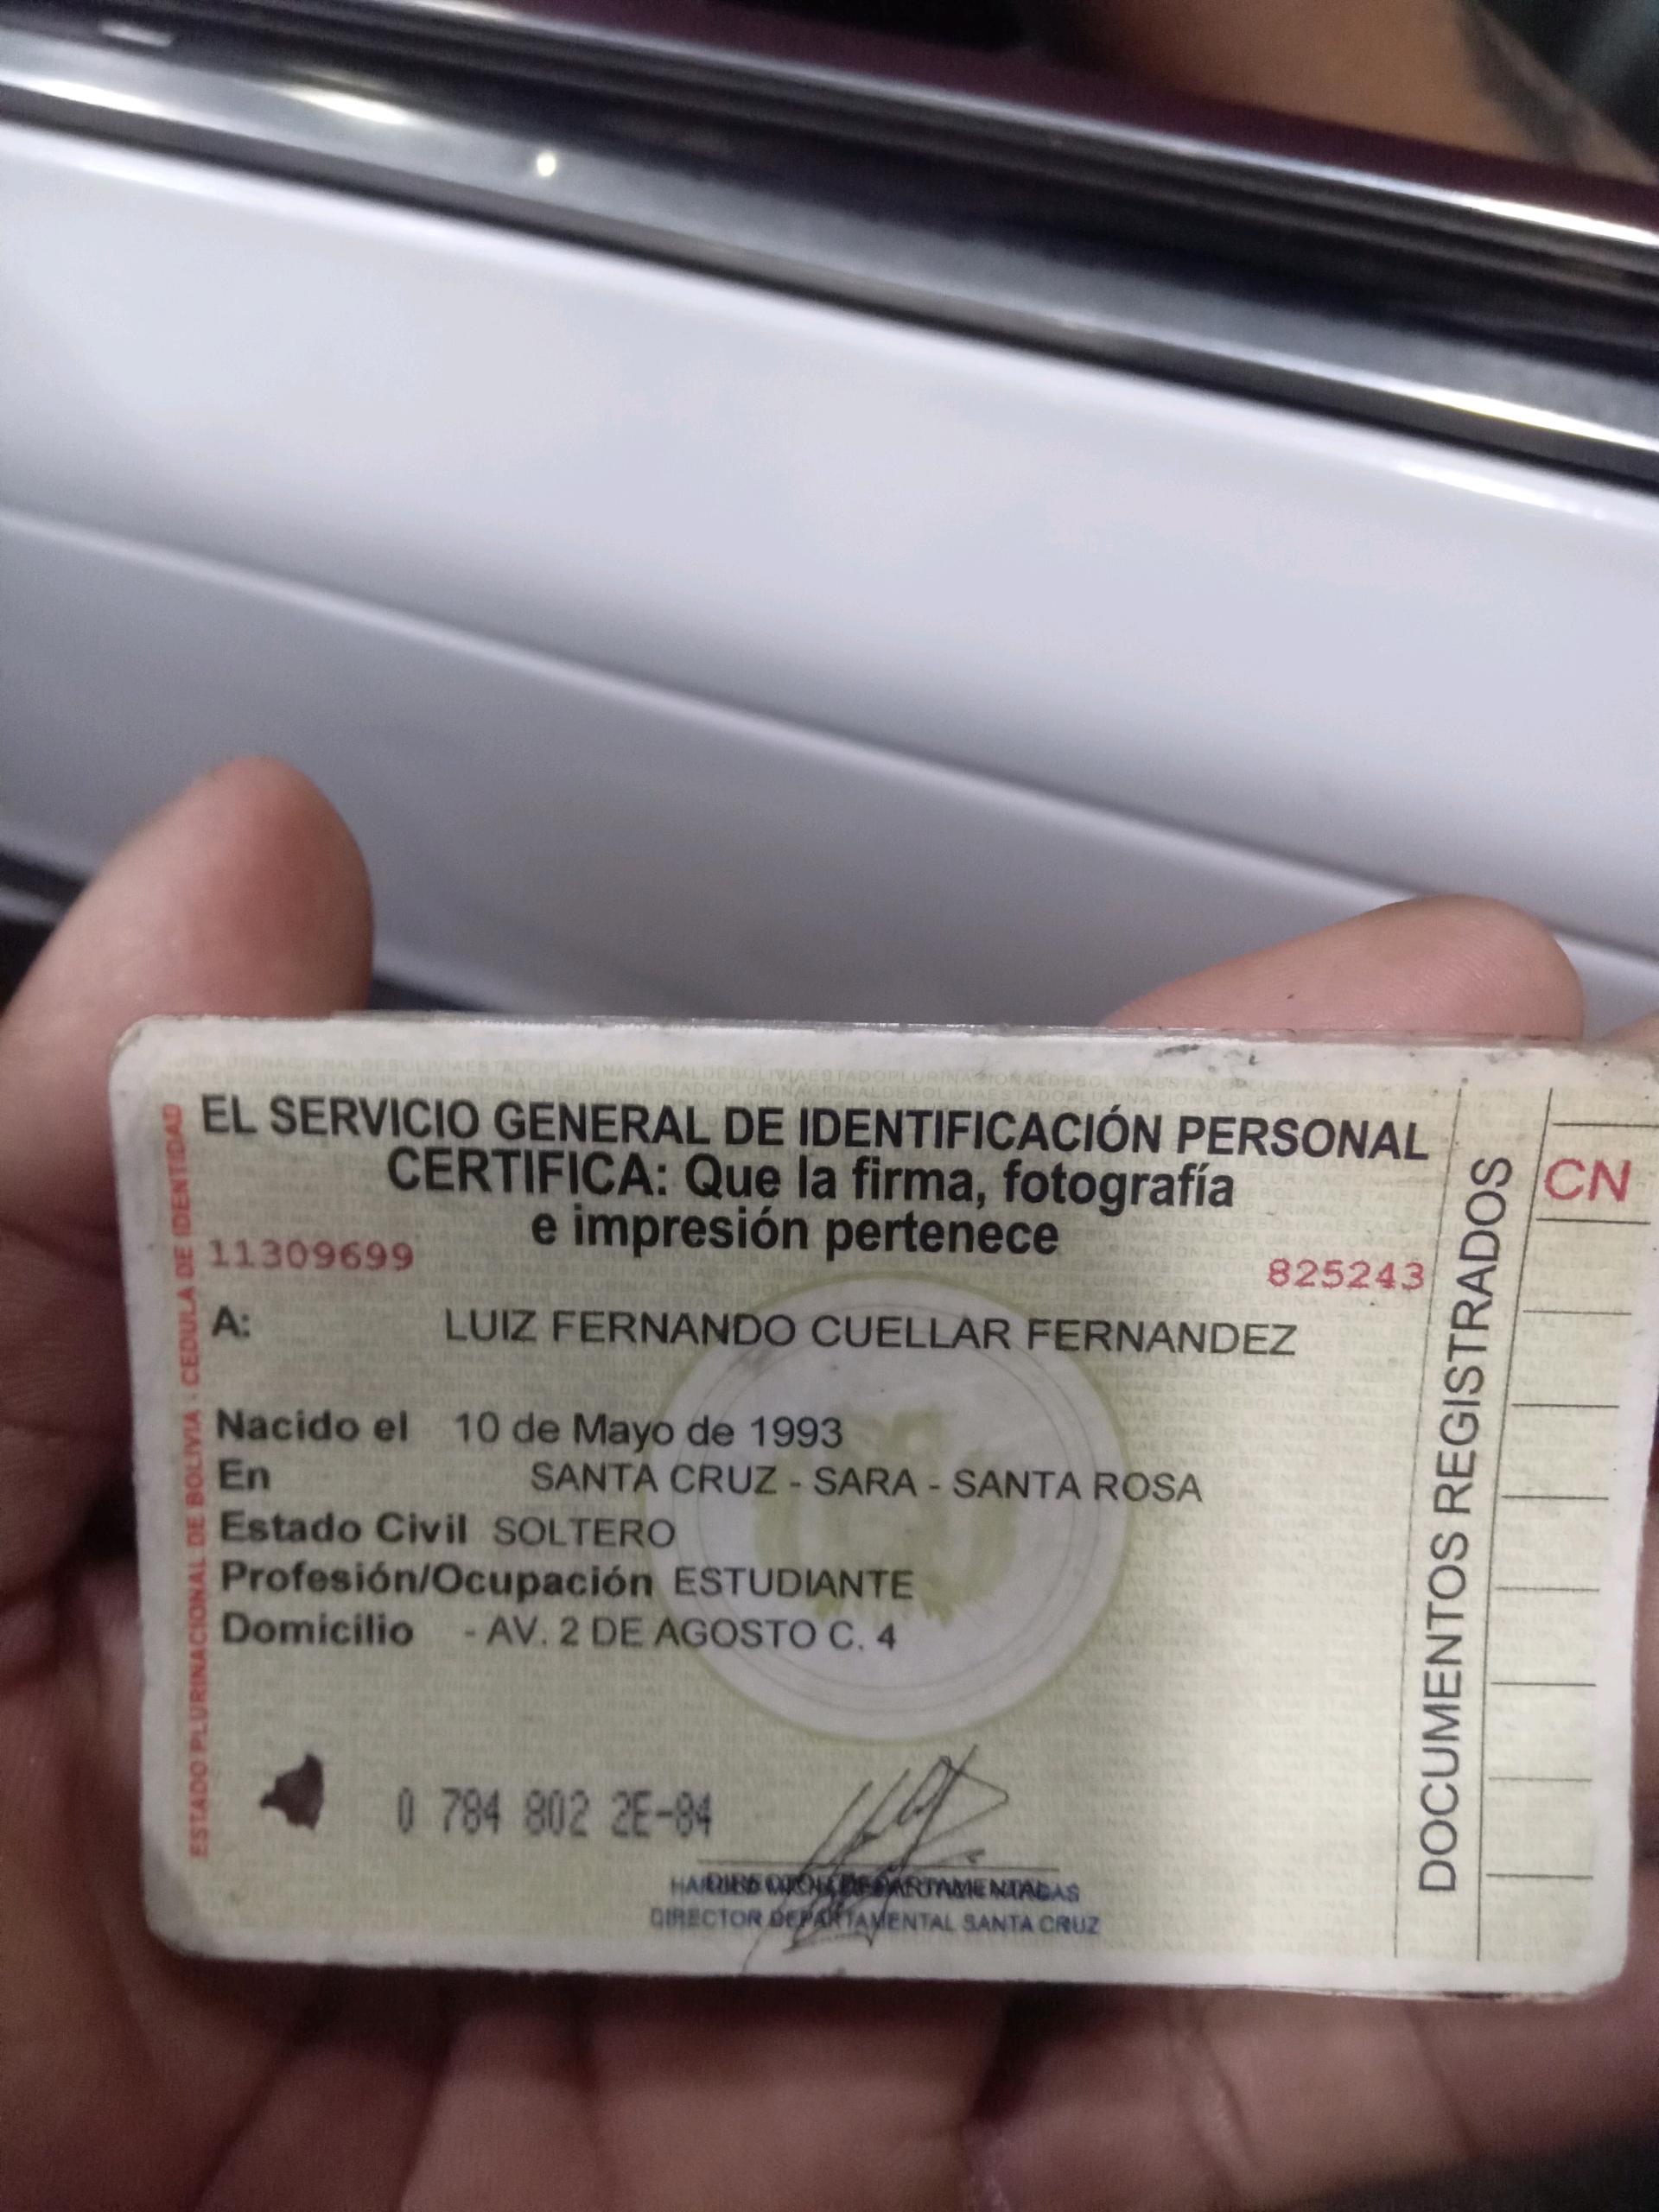 EL SERVICIO GENERAL DE IDENTIFICACIÓN PERSONAL
CERTIFICA: Que la firma, fotografía
e impresión pertenece
11309699
825243
A: LUIZ FERNANDO CUELLAR FERNANDEZ
Nacido el 10 de Mayo de 1993
En SANTA CRUZ - SARA - SANTA ROSA
Estado Civil SOLTERO
Profesión/Ocupación ESTUDIANTE
Domicilio - AV. 2 DE AGOSTO C. 4
0 784 802 2E-84
DIRECTOR DEPARTAMENTAL
DIRECTOR DEPARTAMENTAL SANTA CRUZ
ESTADO PLURINACIONAL DE BOLIVIA - CEDULA DE IDENTIDAD
DOCUMENTOS REGISTRADOS
CN